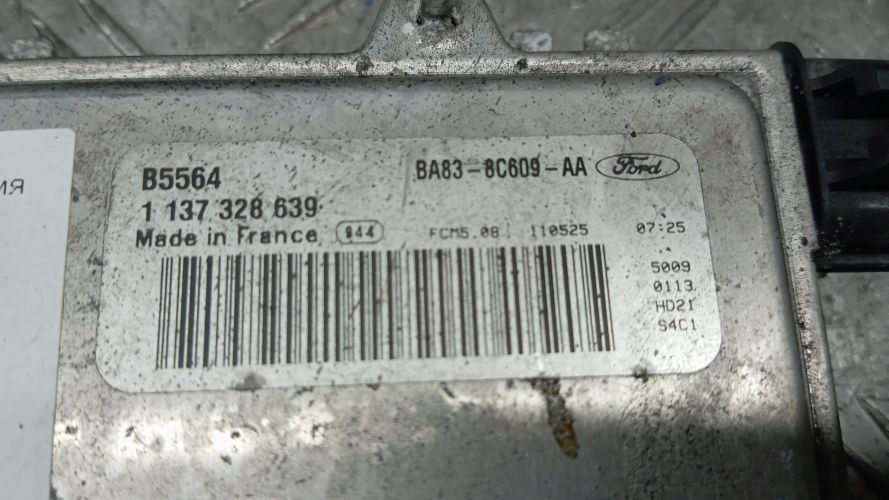 ИЯ
B5564 BA83-8C609-AA Ford
1 137 328 639
Made in France 944 FCM5.08 110525 07:25
5009
0113
HD21
S4C1